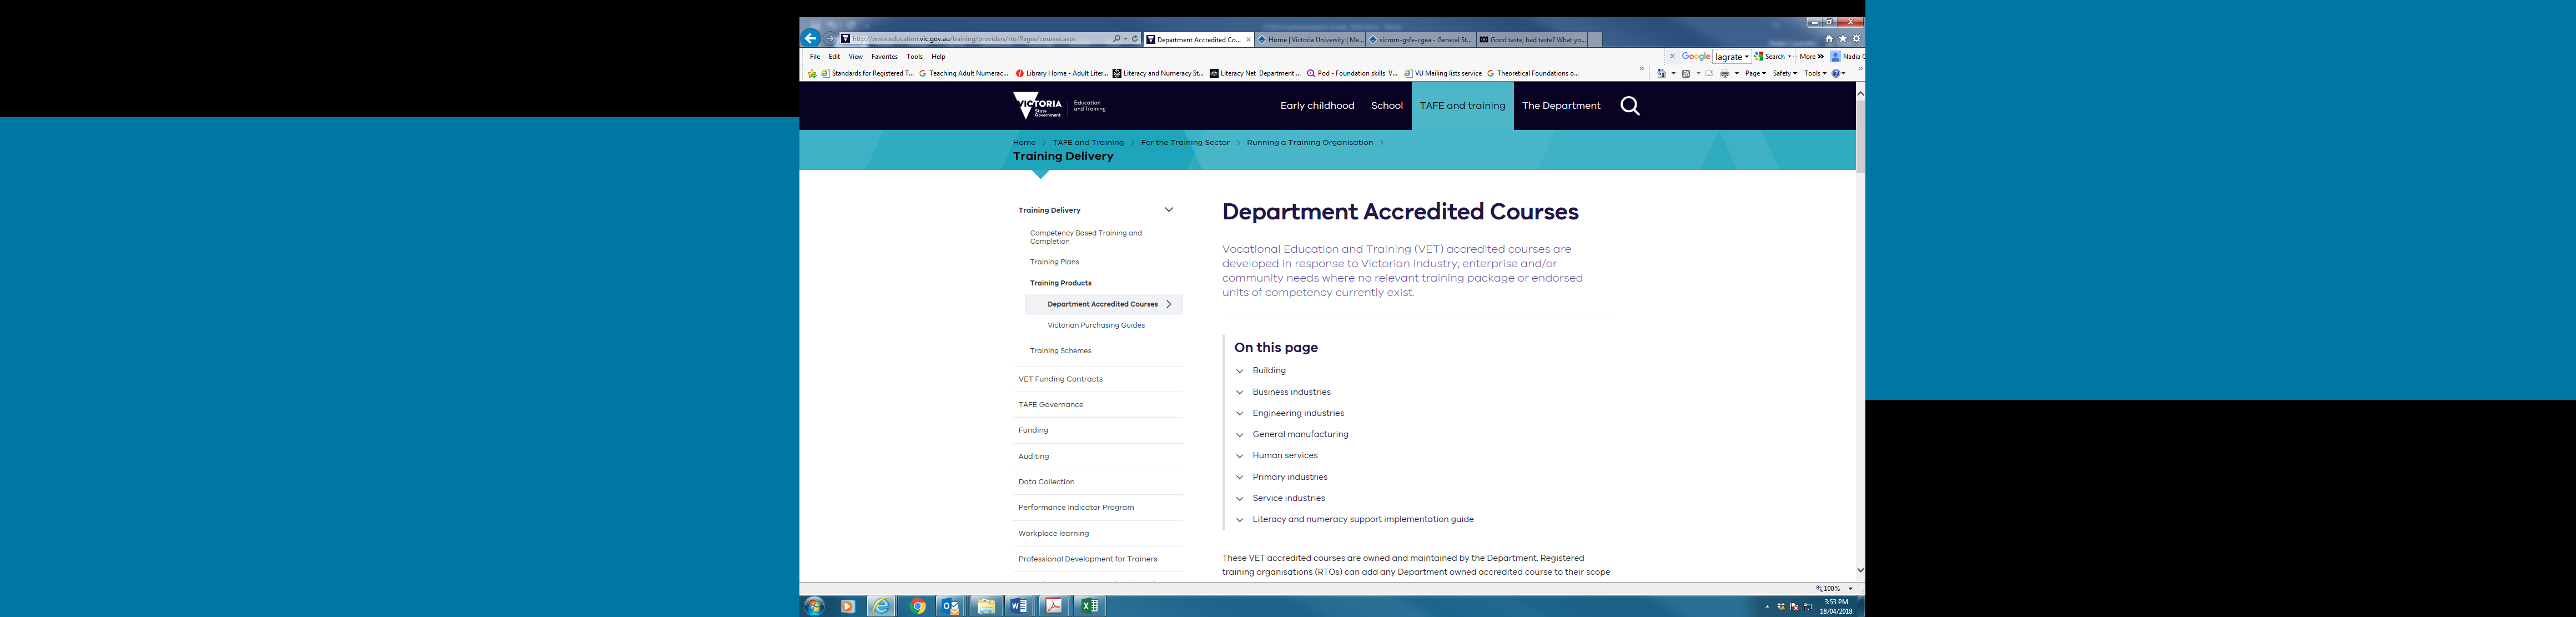 http://www.education.vic.gov.au/training/providers/rto/Pages/courses.aspx
Department Accredited Co...
Home | Victoria University | Me...
sicmm-gsfe-cgea - General St...
Good taste, bad taste? What yo...
File Edit View Favorites Tools Help
x Google lagrate Search More » Nadia C
Standards for Registered T... Teaching Adult Numerac... Library Home - Adult Liter... Literacy and Numeracy St... Literacy Net Department ... Pod - Foundation skills V... VU Mailing lists service Theoretical Foundations o...
» Page Safety Tools »
VICTORIA State Government
Education and Training
Early childhood School TAFE and training The Department
Home > TAFE and Training > For the Training Sector > Running a Training Organisation >
Training Delivery
Training Delivery
Competency Based Training and
Completion
Training Plans
Training Products
Department Accredited Courses
Victorian Purchasing Guides
Training Schemes
VET Funding Contracts
TAFE Governance
Funding
Auditing
Data Collection
Performance Indicator Program
Workplace learning
Professional Development for Trainers
Department Accredited Courses
Vocational Education and Training (VET) accredited courses are
developed in response to Victorian industry, enterprise and/or
community needs where no relevant training package or endorsed
units of competency currently exist.
On this page
Building
Business industries
Engineering industries
General manufacturing
Human services
Primary industries
Service industries
Literacy and numeracy support implementation guide
These VET accredited courses are owned and maintained by the Department. Registered
training organisations (RTOs) can add any Department owned accredited course to their scope
100%
3:53 PM
18/04/2018